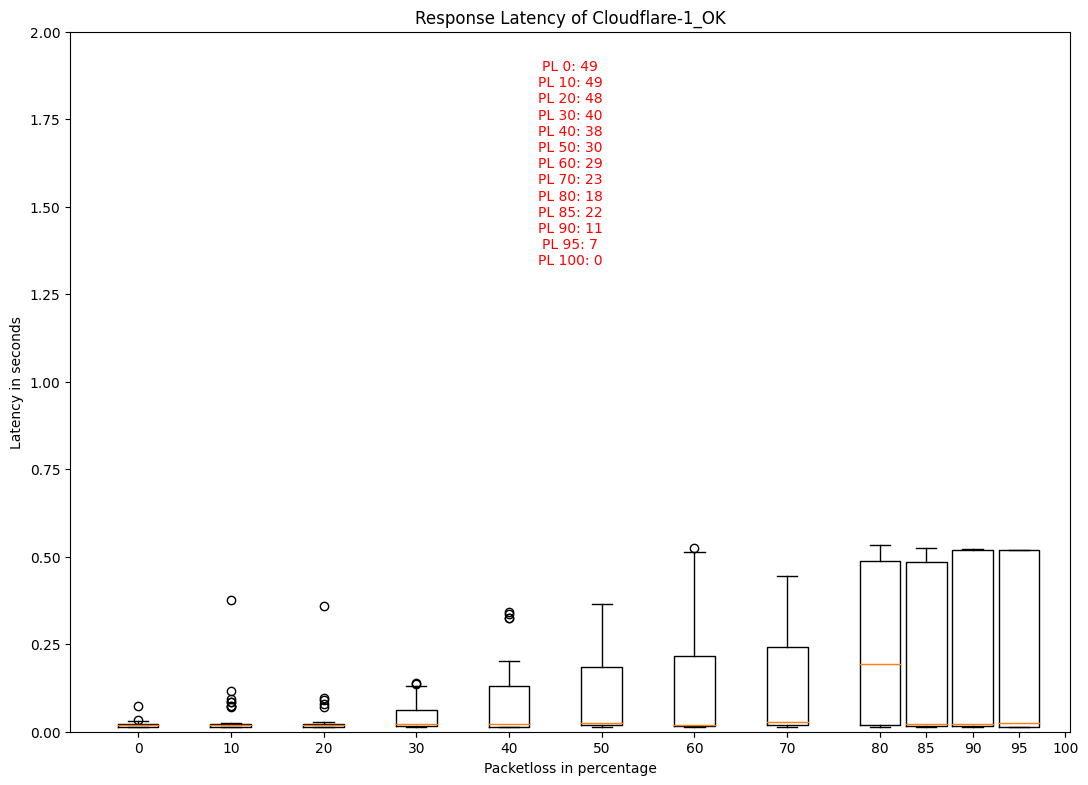 Response Latency of Cloudflare-1_OK
2.00
1.75
1.50
1.25
1.00
0.75
0.50
0.25
0.00
Latency in seconds
PL 0: 49
PL 10: 49
PL 20: 48
PL 30: 40
PL 40: 38
PL 50: 30
PL 60: 29
PL 70: 23
PL 80: 18
PL 85: 22
PL 90: 11
PL 95: 7
PL 100: 0
0 10 20 30 40 50 60 70 80 85 90 95 100
Packetloss in percentage